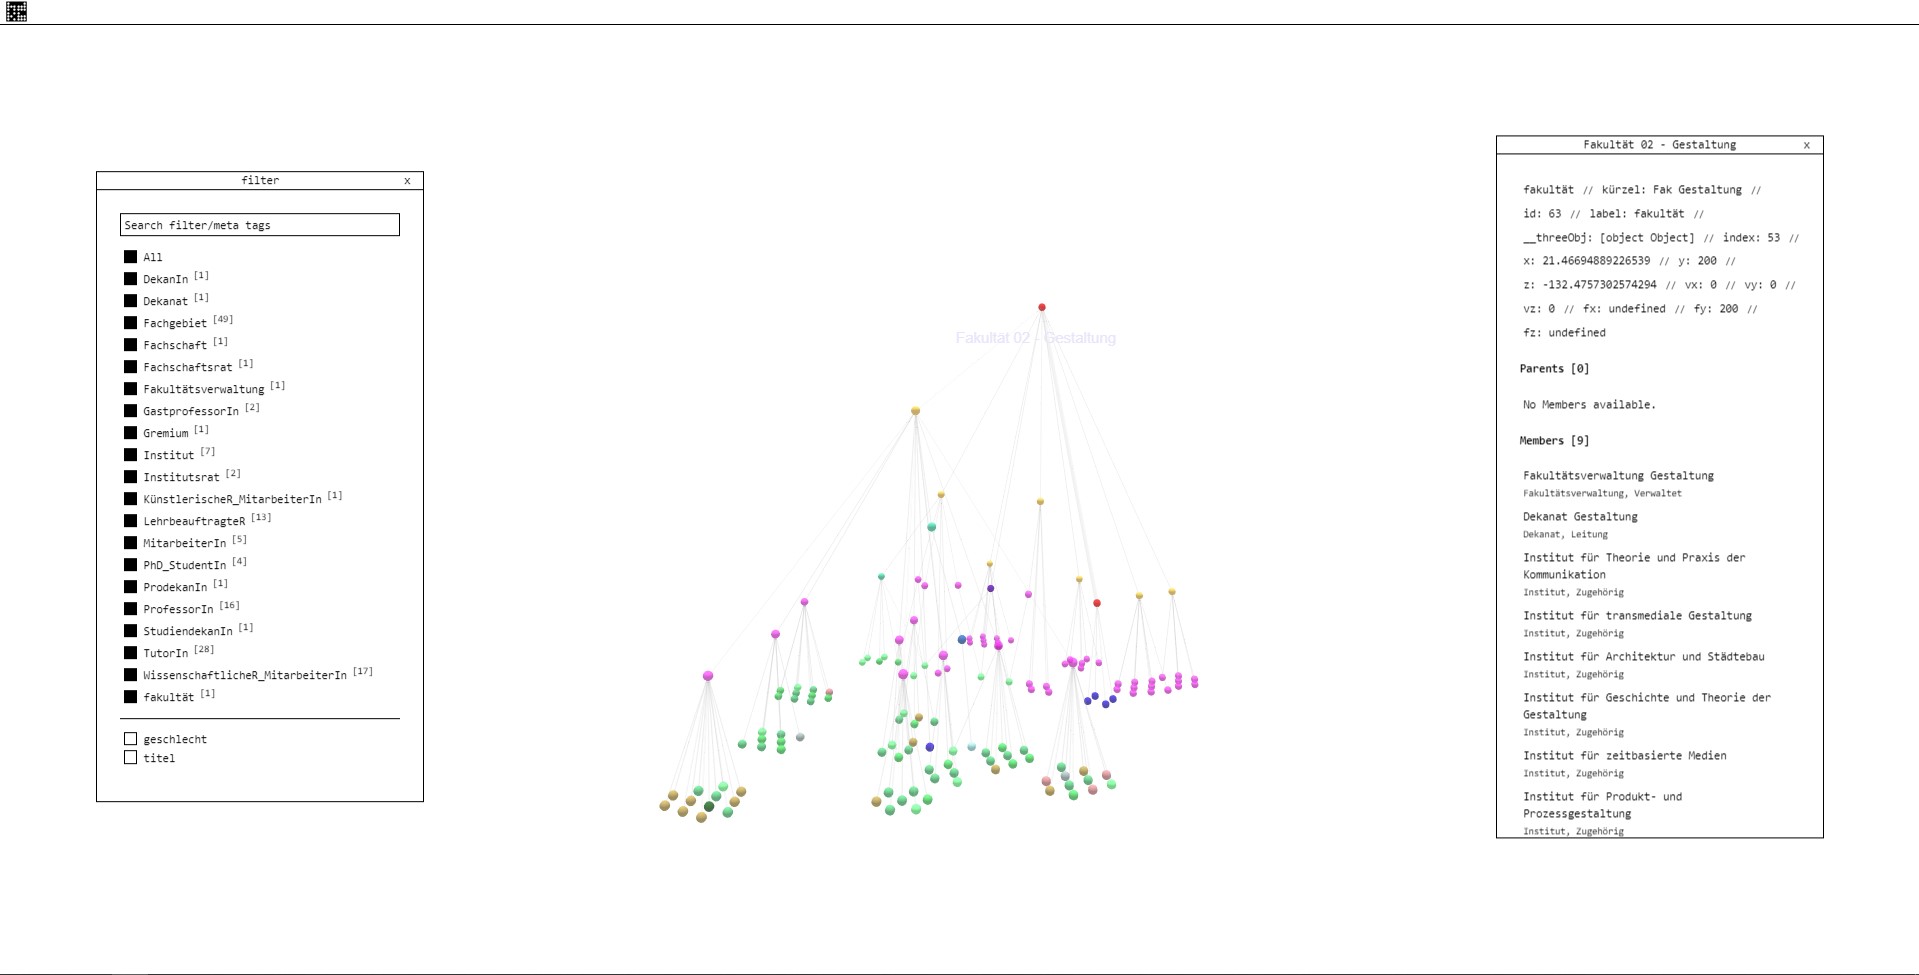 filter x
Search filter/meta tags
All
DekanIn [1]
Dekanat [1]
Fachgebiet [49]
Fachschaft [1]
Fachschaftsrat [1]
Fakultätsverwaltung [1]
GastprofessorIn [2]
Gremium [1]
Institut [7]
Institutsrat [2]
KünstlerischeR_MitarbeiterIn [1]
LehrbeauftragteR [13]
MitarbeiterIn [5]
PhD_StudentIn [4]
ProdekanIn [1]
ProfessorIn [16]
StudiendekanIn [1]
TutorIn [28]
WissenschaftlicheR_MitarbeiterIn [17]
fakultät [1]
geschlecht
titel
Fakultät 02 - Gestaltung
Fakultät 02 - Gestaltung x
fakultät // kürzel: Fak Gestaltung //
id: 63 // label: fakultät //
__threeObj: [object Object] // index: 53 //
x: 21.46694889226539 // y: 200 //
z: -132.4757302574294 // vx: 0 // vy: 0 //
vz: 0 // fx: undefined // fy: 200 //
fz: undefined
Parents [0]
No Members available.
Members [9]
Fakultätsverwaltung Gestaltung
Fakultätsverwaltung, Verwaltet
Dekanat Gestaltung
Dekanat, Leitung
Institut für Theorie und Praxis der
Kommunikation
Institut, Zugehörig
Institut für transmediale Gestaltung
Institut, Zugehörig
Institut für Architektur und Städtebau
Institut, Zugehörig
Institut für Geschichte und Theorie der
Gestaltung
Institut, Zugehörig
Institut für zeitbasierte Medien
Institut, Zugehörig
Institut für Produkt- und
Prozessgestaltung
Institut, Zugehörig